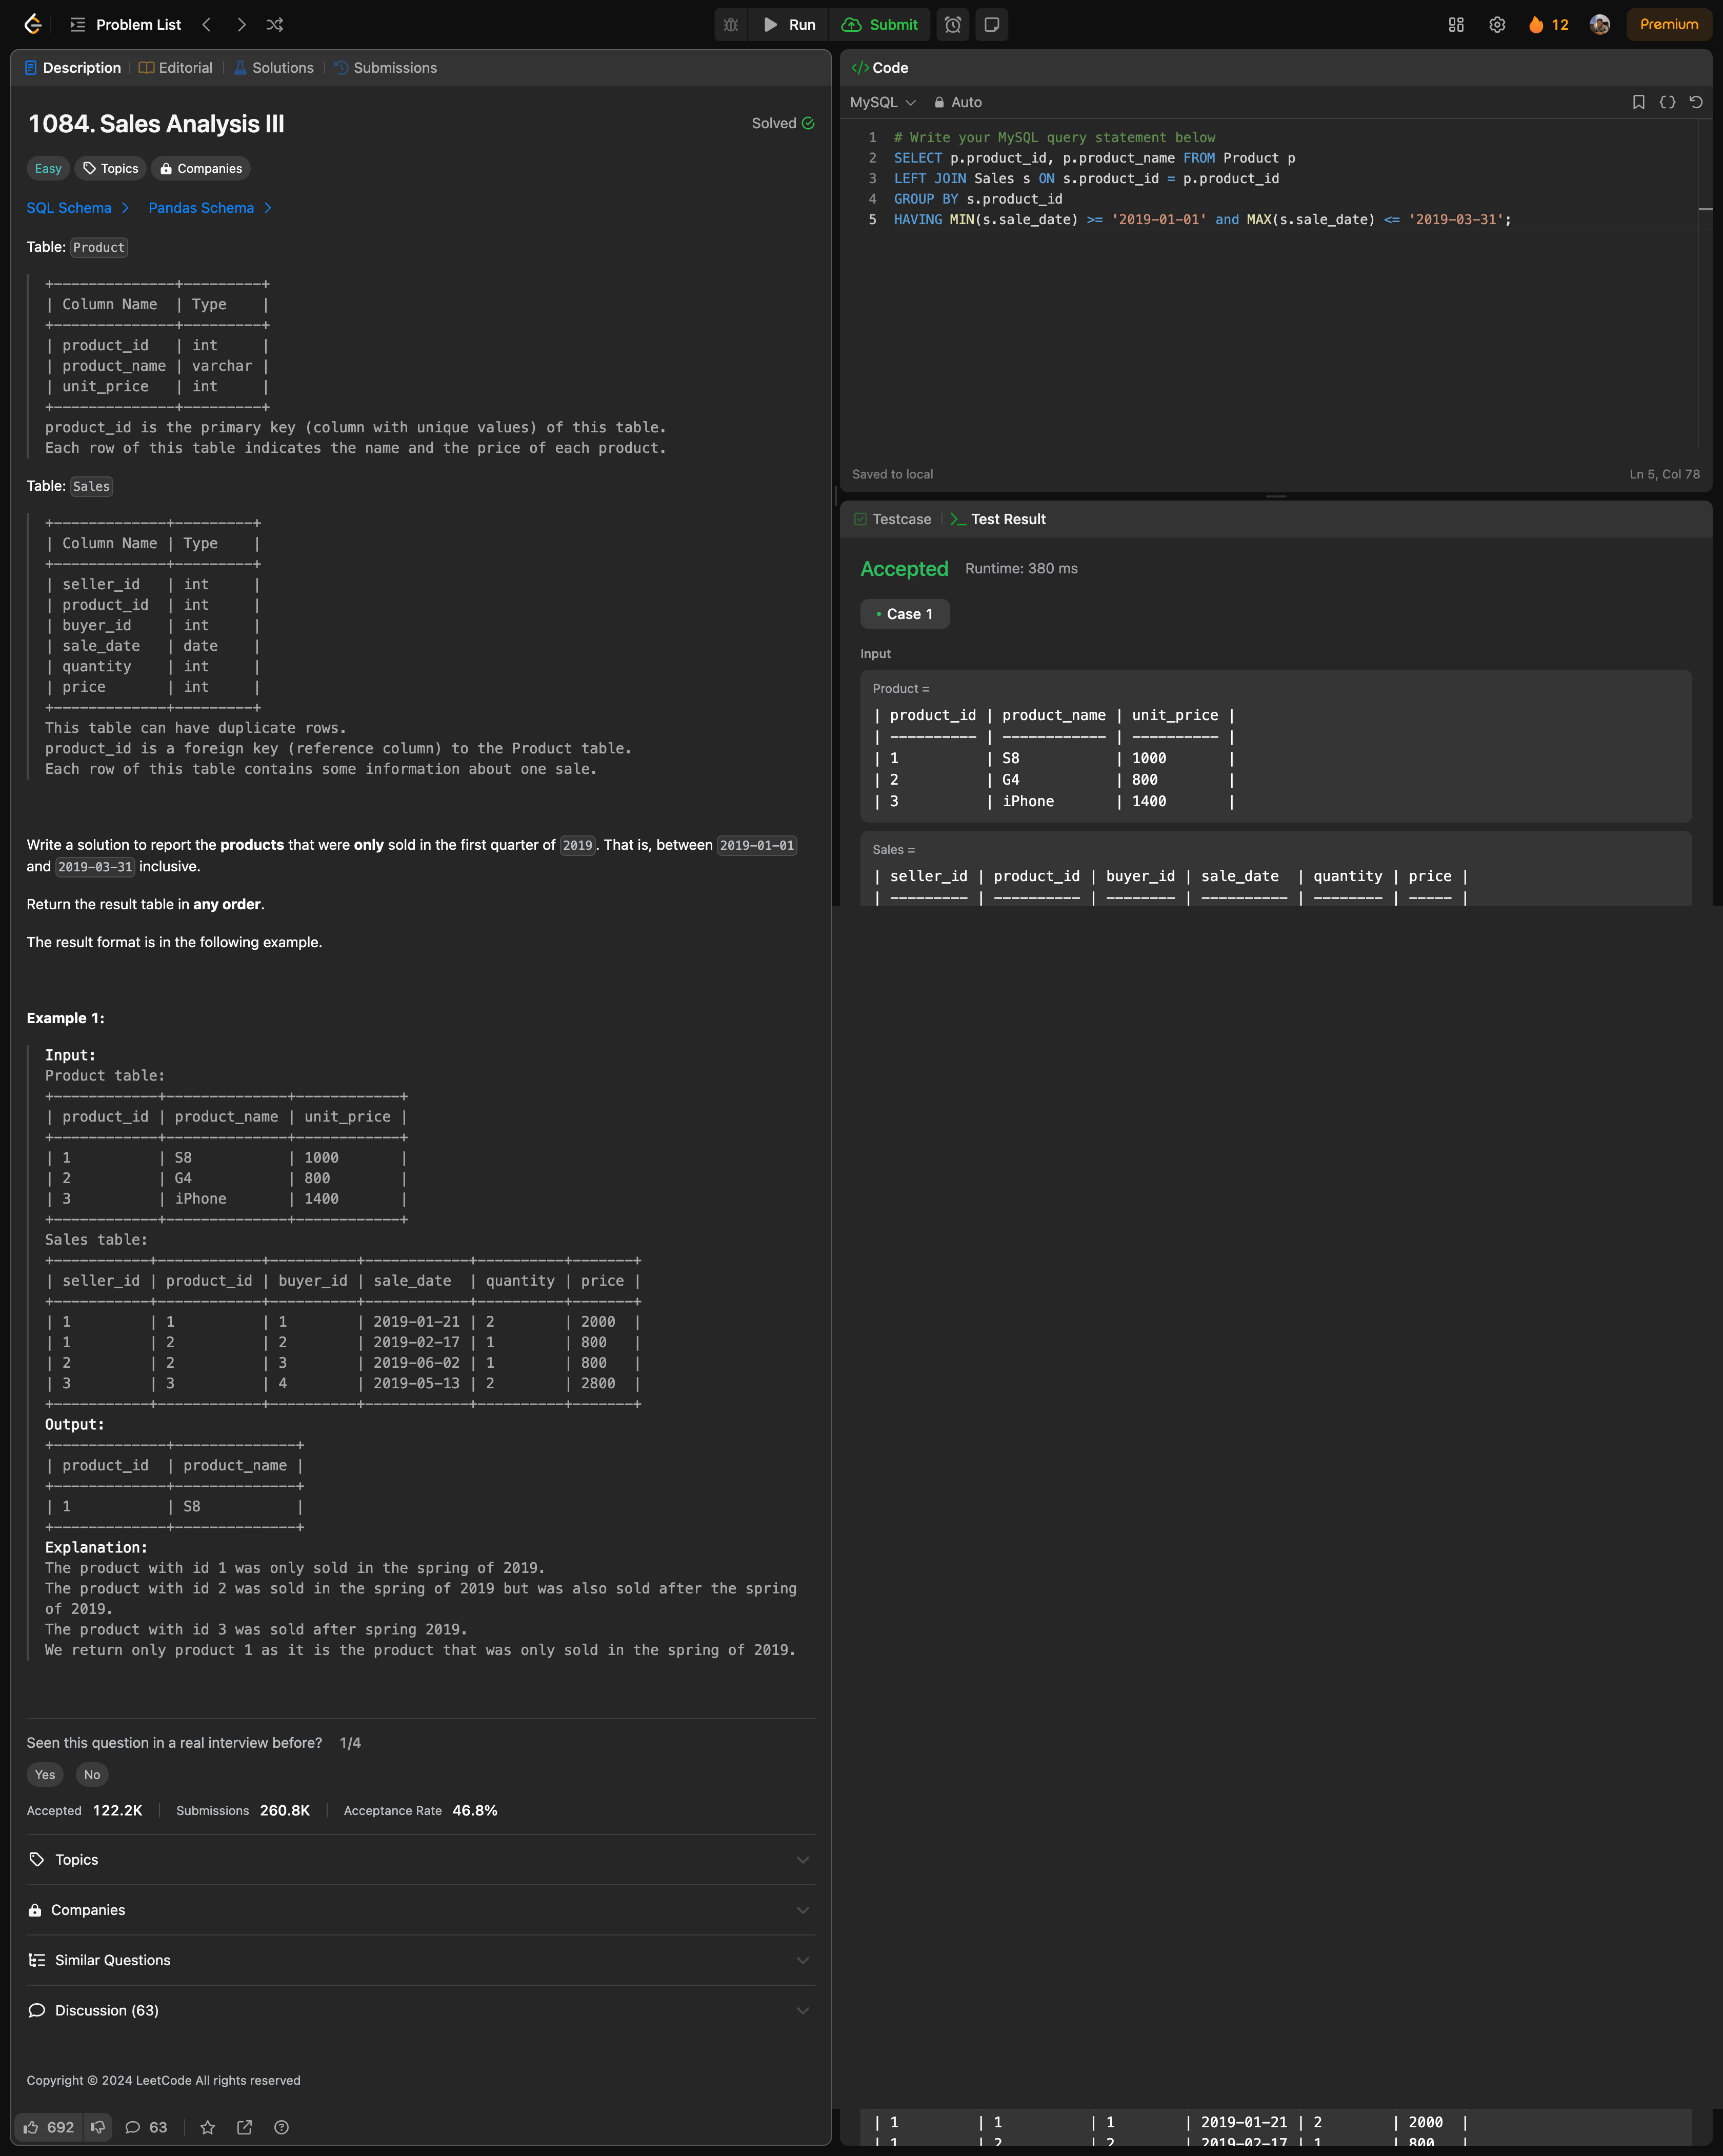 Problem List
Run
Submit
12
Premium
Description
Editorial
Solutions
Submissions
1084. Sales Analysis III
Solved
Easy
Topics
Companies
SQL Schema
Pandas Schema
Table: Product
+--------------+---------+
| Column Name  | Type    |
+--------------+---------+
| product_id   | int     |
| product_name | varchar |
| unit_price   | int     |
+--------------+---------+
product_id is the primary key (column with unique values) of this table.
Each row of this table indicates the name and the price of each product.
Table: Sales
+-------------+---------+
| Column Name | Type    |
+-------------+---------+
| seller_id   | int     |
| product_id  | int     |
| buyer_id    | int     |
| sale_date   | date    |
| quantity    | int     |
| price       | int     |
+-------------+---------+
This table can have duplicate rows.
product_id is a foreign key (reference column) to the Product table.
Each row of this table contains some information about one sale.
Write a solution to report the products that were only sold in the first quarter of 2019. That is, between 2019-01-01
and 2019-03-31 inclusive.
Return the result table in any order.
The result format is in the following example.
Example 1:
Input:
Product table:
+------------+--------------+------------+
| product_id | product_name | unit_price |
+------------+--------------+------------+
| 1          | S8           | 1000       |
| 2          | G4           | 800        |
| 3          | iPhone       | 1400       |
+------------+--------------+------------+
Sales table:
+-----------+------------+----------+------------+----------+-------+
| seller_id | product_id | buyer_id | sale_date  | quantity | price |
+-----------+------------+----------+------------+----------+-------+
| 1         | 1          | 1        | 2019-01-21 | 2        | 2000  |
| 1         | 2          | 2        | 2019-02-17 | 1        | 800   |
| 2         | 2          | 3        | 2019-06-02 | 1        | 800   |
| 3         | 3          | 4        | 2019-05-13 | 2        | 2800  |
+-----------+------------+----------+------------+----------+-------+
Output:
+-------------+--------------+
| product_id  | product_name |
+-------------+--------------+
| 1           | S8           |
+-------------+--------------+
Explanation:
The product with id 1 was only sold in the spring of 2019.
The product with id 2 was sold in the spring of 2019 but was also sold after the spring
of 2019.
The product with id 3 was sold after spring 2019.
We return only product 1 as it is the product that was only sold in the spring of 2019.
Seen this question in a real interview before? 1/4
Yes
No
Accepted 122.2K
Submissions 260.8K
Acceptance Rate 46.8%
Topics
Companies
Similar Questions
Discussion (63)
Copyright © 2024 LeetCode All rights reserved
692
63
</> Code
MySQL
Auto
1 # Write your MySQL query statement below
2 SELECT p.product_id, p.product_name FROM Product p
3 LEFT JOIN Sales s ON s.product_id = p.product_id
4 GROUP BY s.product_id
5 HAVING MIN(s.sale_date) >= '2019-01-01' and MAX(s.sale_date) <= '2019-03-31';
Saved to local
Ln 5, Col 78
Testcase
Test Result
Accepted
Runtime: 380 ms
Case 1
Input
Product =
| product_id | product_name | unit_price |
| ---------- | ------------ | ---------- |
| 1          | S8           | 1000       |
| 2          | G4           | 800        |
| 3          | iPhone       | 1400       |
Sales =
| seller_id | product_id | buyer_id | sale_date  | quantity | price |
| --------- | ---------- | -------- | ---------- | -------- | ----- |
| 1         | 1          | 1        | 2019-01-21 | 2        | 2000  |
| 1         | 2          | 2        | 2019-02-17 | 1        | 800   |